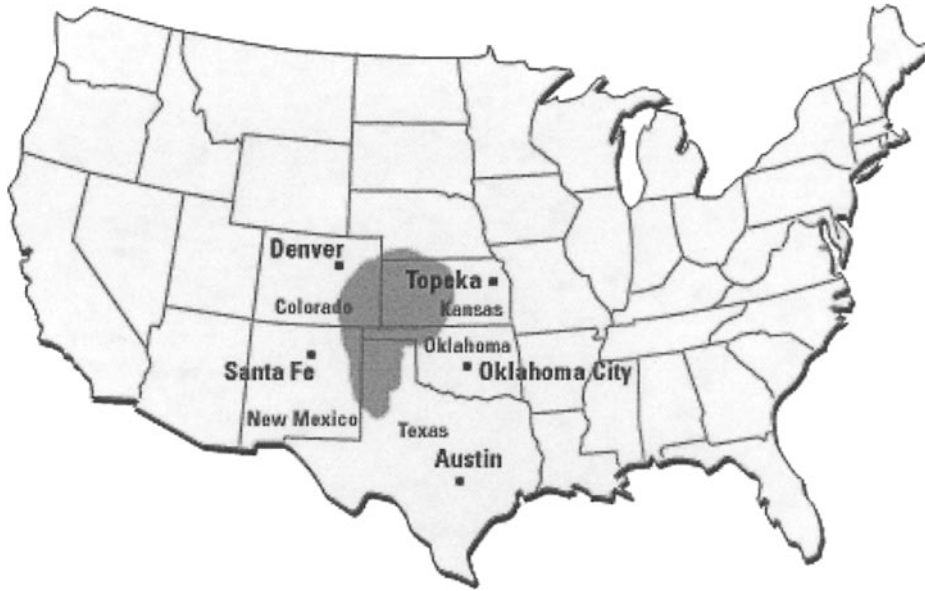 Denver
Topeka
Colorado
Kansas
Oklahoma
Santa Fe
Oklahoma City
New Mexico
Texas
Austin